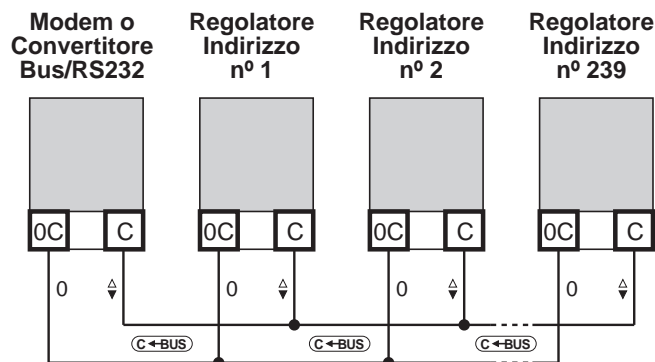 Modem o
Convertitore
Bus/RS232
Regolatore
Indirizzo
nº 1
Regolatore
Indirizzo
nº 2
Regolatore
Indirizzo
nº 239
0C C 0C C 0C C 0C C
0 0 0 0
C BUS C BUS C BUS